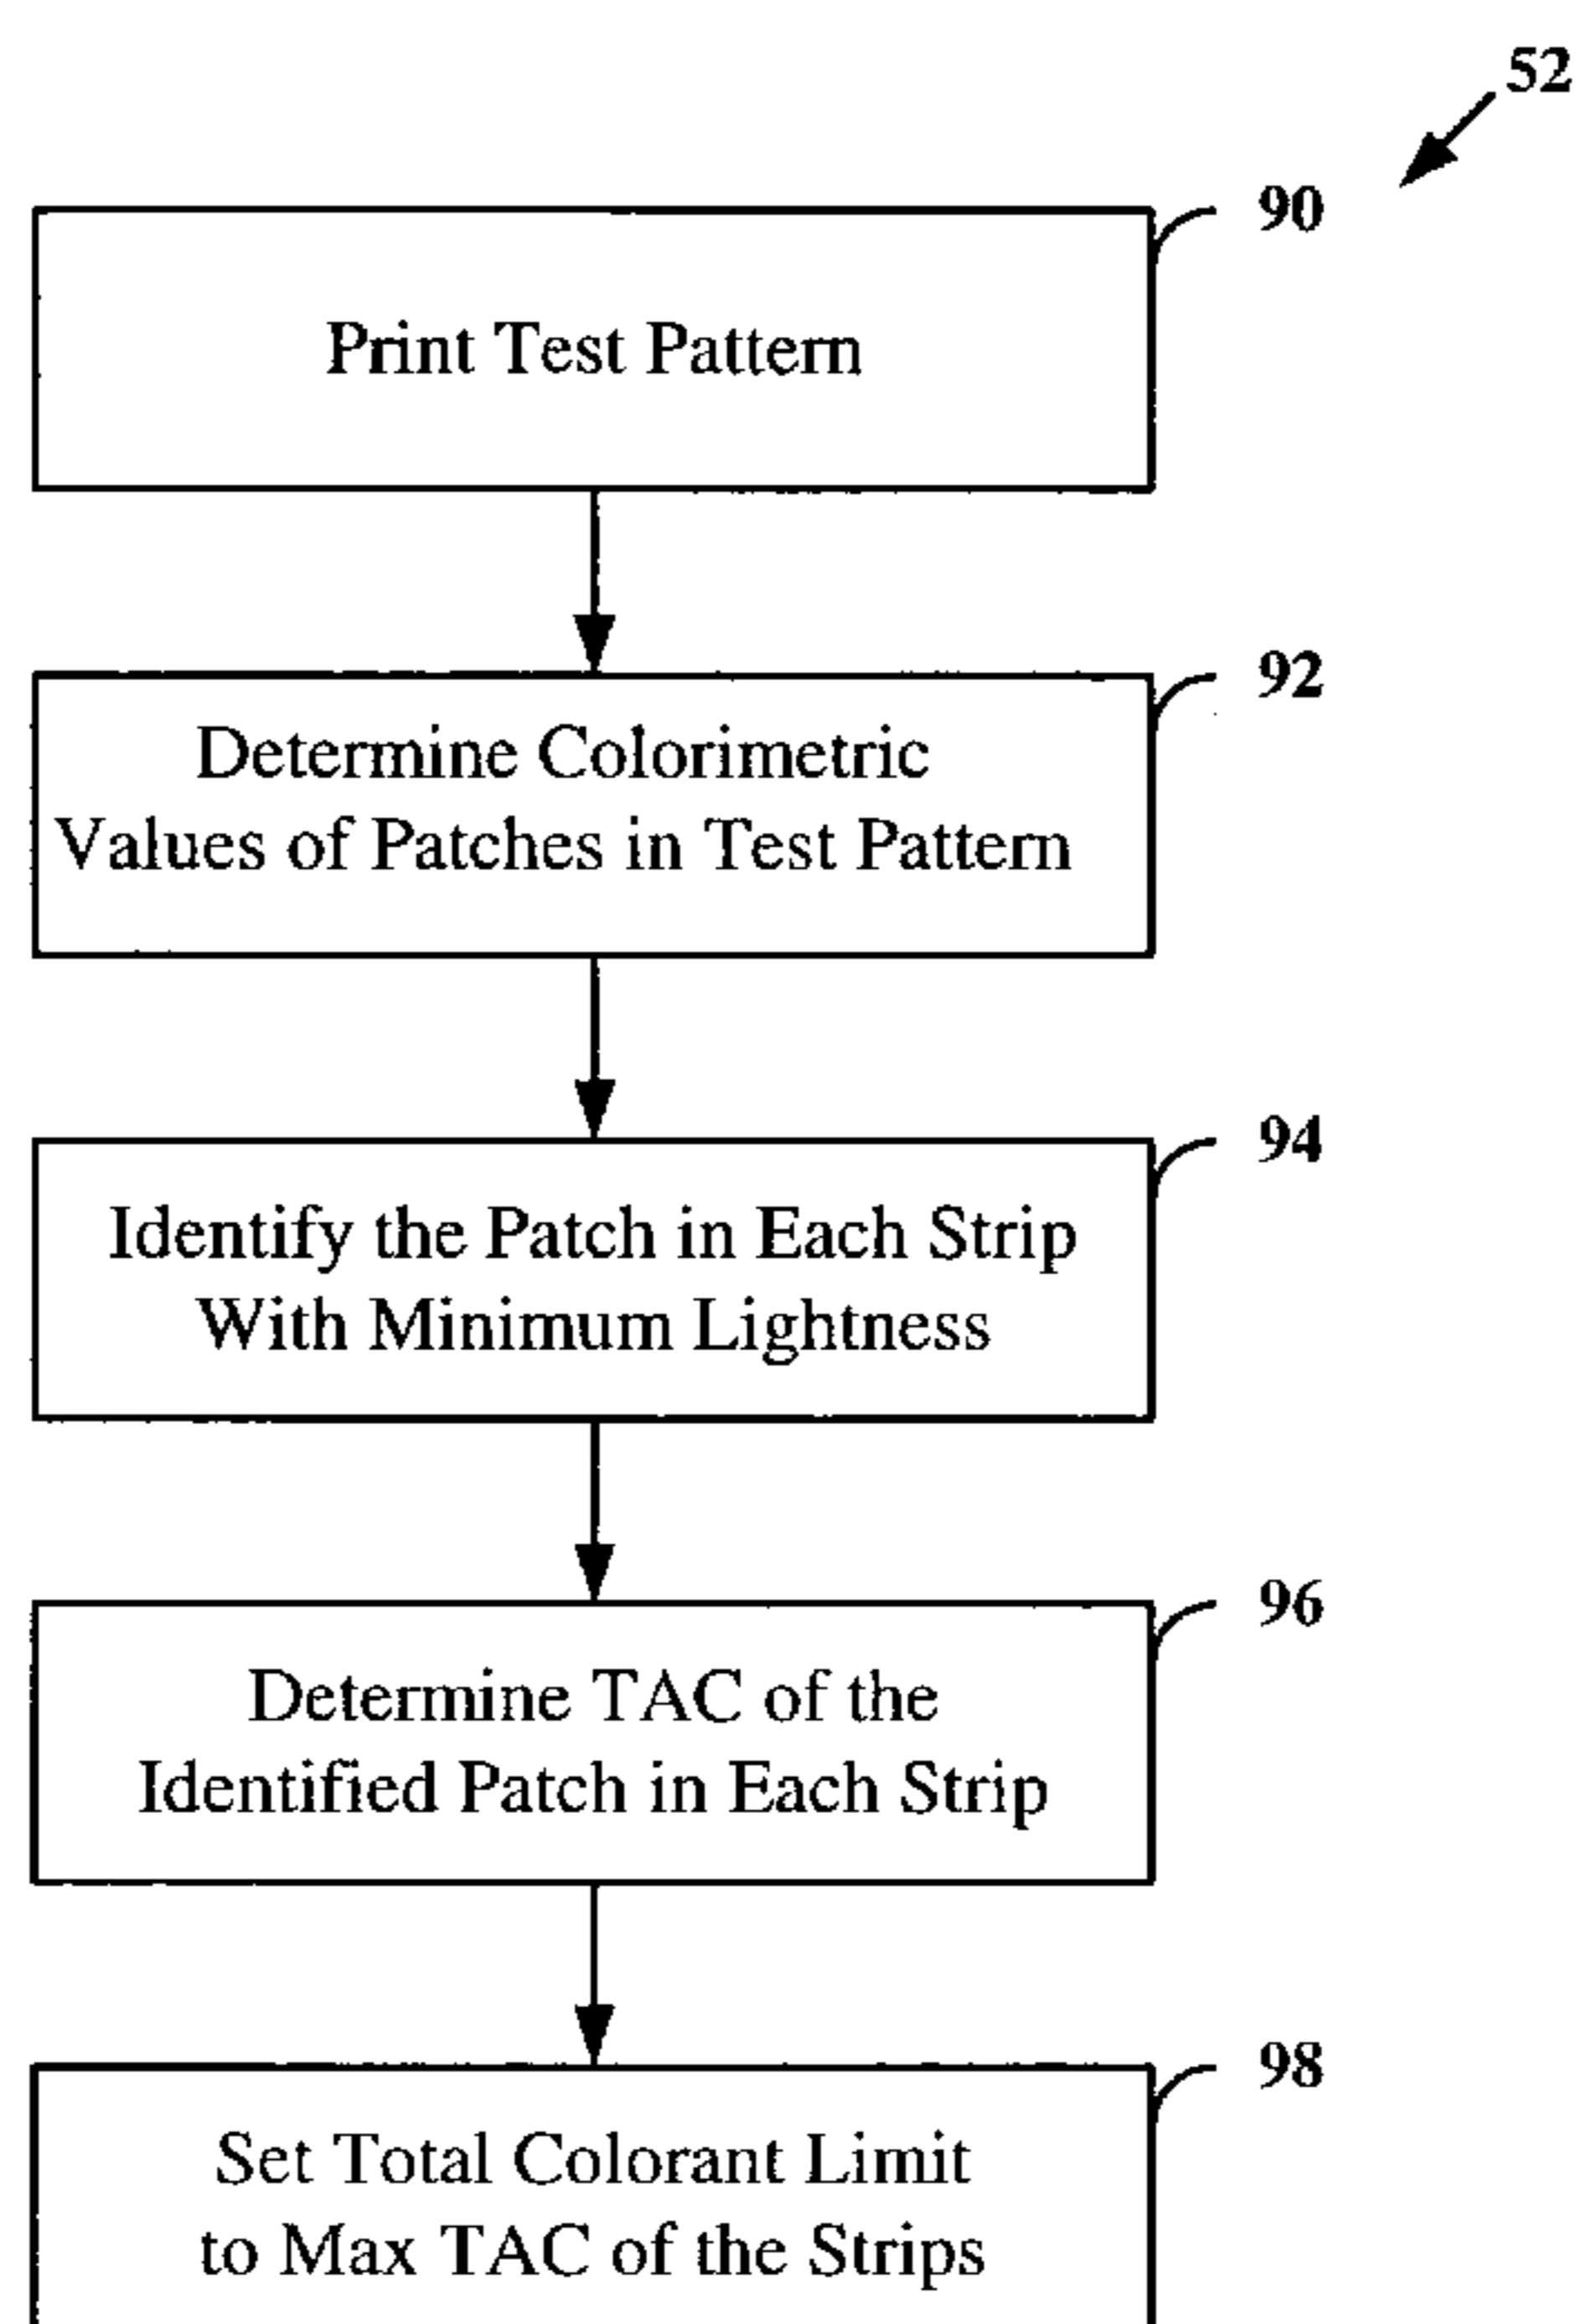 52
90
Print Test Pattern
92
Determine Colorimetric
Values of Patches in Test Pattern
94
Identify the Patch in Each Strip
With Minimum Lightness
96
Determine TAC of the
Identified Patch in Each Strip
98
Set Total Colorant Limit
to Max TAC of the Strips